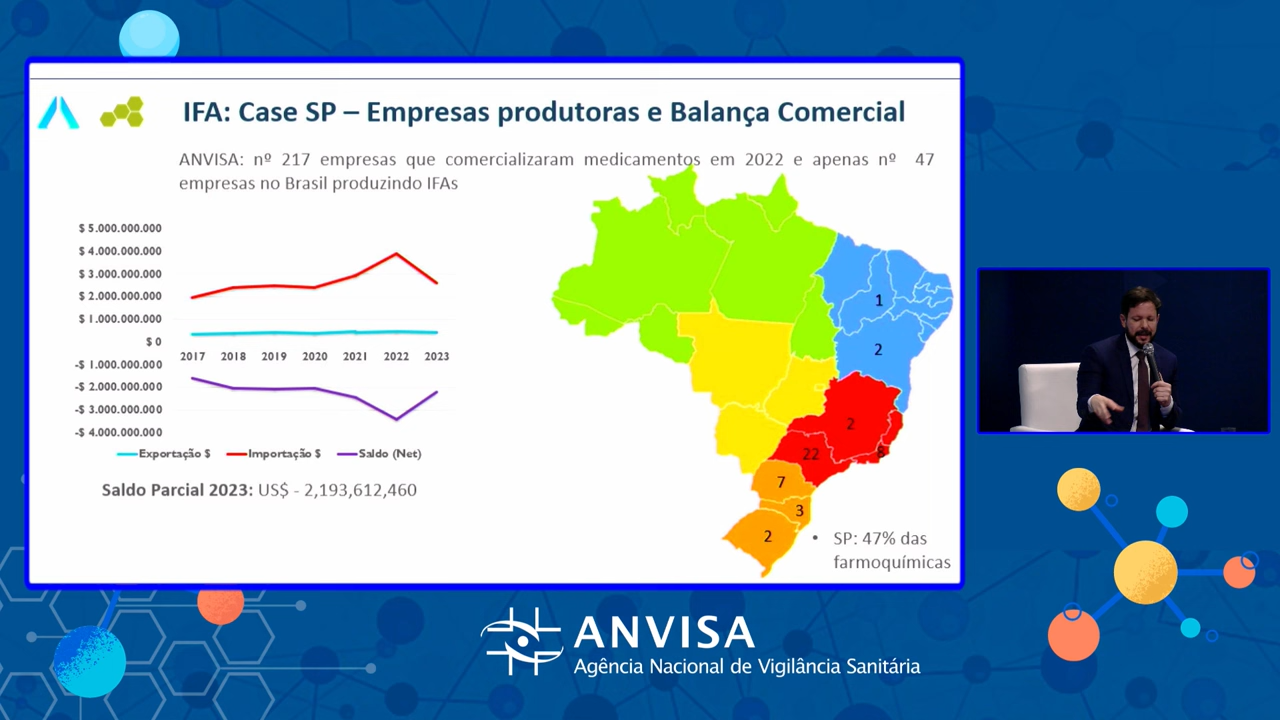 IFA: Case SP – Empresas produtoras e Balança Comercial
ANVISA: nº 217 empresas que comercializaram medicamentos em 2022 e apenas nº 47
empresas no Brasil produzindo IFAs
$ 5.000.000.000
$ 4.000.000.000
$ 3.000.000.000
$ 2.000.000.000
$ 1.000.000.000
$ 0
2017 2018 2019 2020 2021 2022 2023
-$ 1.000.000.000
-$ 2.000.000.000
-$ 3.000.000.000
-$ 4.000.000.000
Exportação $ Importação $ Saldo (Net)
Saldo Parcial 2023: US$ - 2,193,612,460
1
2
2
22
8
7
3
2
• SP: 47% das
farmoquímicas
ANVISA
Agência Nacional de Vigilância Sanitária